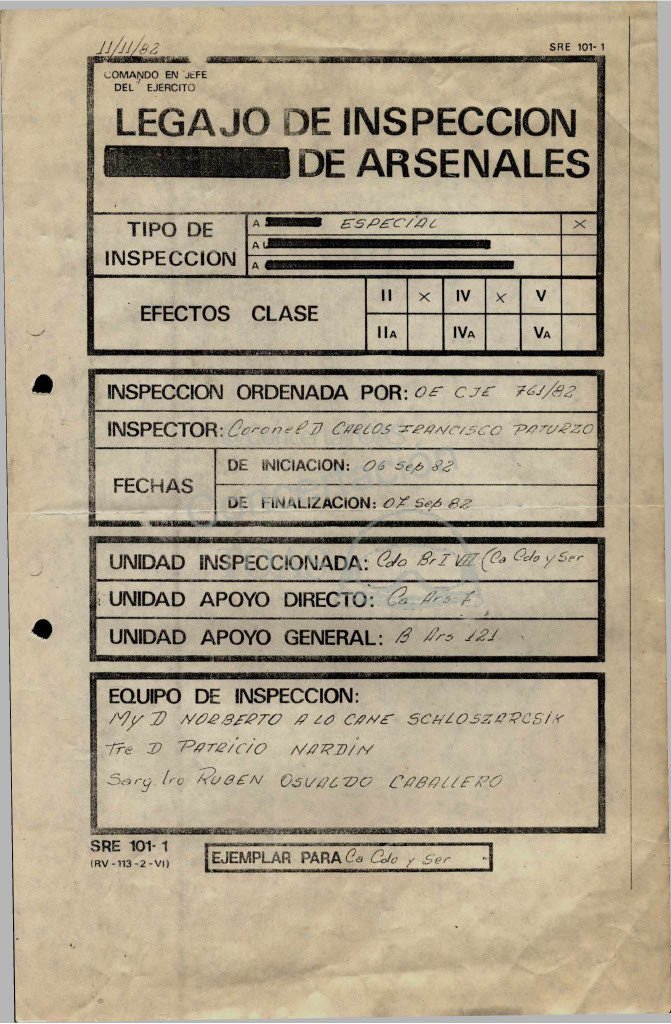 11/11/82
SRE 101-1
COMANDO EN JEFE
DEL EJERCITO
LEGAJO DE INSPECCION
DE ARSENALES
TIPO DE
INSPECCION
A ESPECIAL X
A
A
EFECTOS CLASE
II X IV X V
IIA IVA VA
INSPECCION ORDENADA POR: OE CJE 761/82
INSPECTOR: Coronel D CARLOS FRANCISCO PATURZO
FECHAS
DE INICIACION: 06 Sep 82
DE FINALIZACION: 07 Sep 82
UNIDAD INSPECCIONADA: Cdo Br I VII (Ca Cdo y Ser
UNIDAD APOYO DIRECTO: Ca Ars 7
UNIDAD APOYO GENERAL: B Ars 121
EQUIPO DE INSPECCION:
My D NORBERTO SCHLOSZARCSIK
Tte D PATRICIO NARDIN
Sarg 1ro RUBEN OSVALDO CABALLERO
SRE 101-1
(RV-113-2-VI)
EJEMPLAR PARA Ca Cdo y Ser